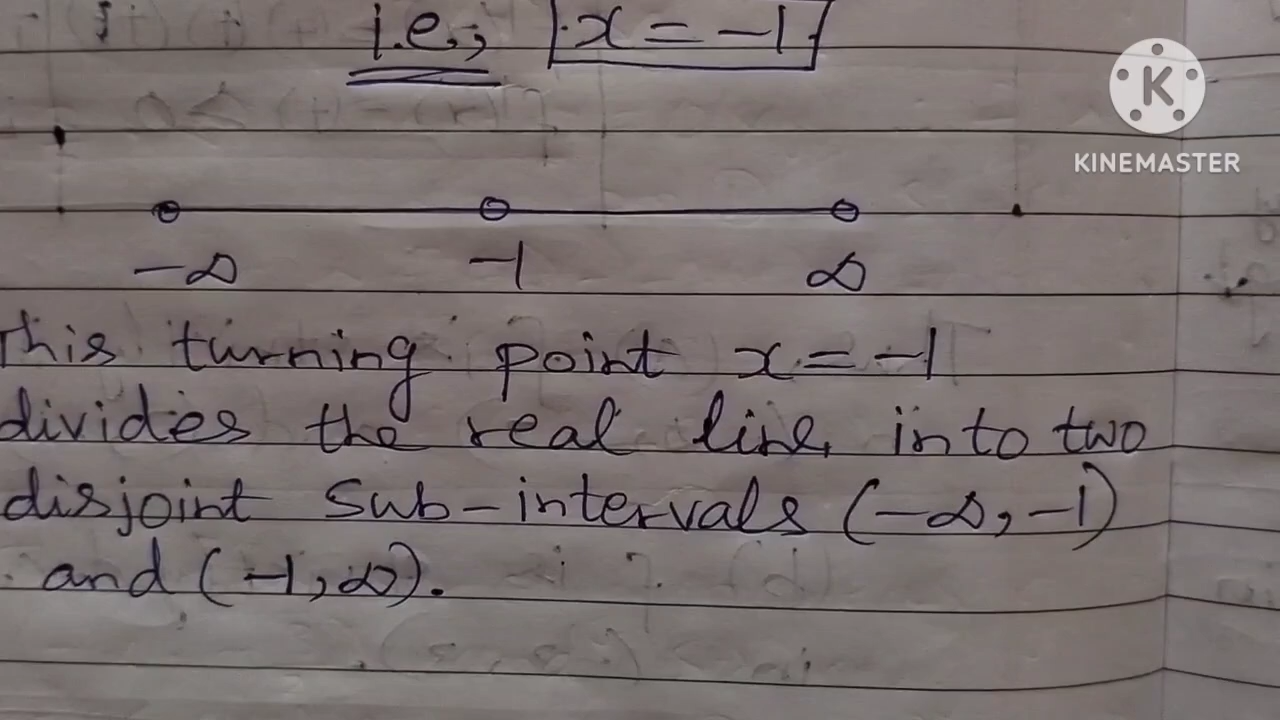 i.e., x = -1
K
KINEMASTER
-∞ -1 ∞
This turning point x = -1
divides the real line into two
disjoint sub-intervals (-∞, -1)
and (-1, ∞).